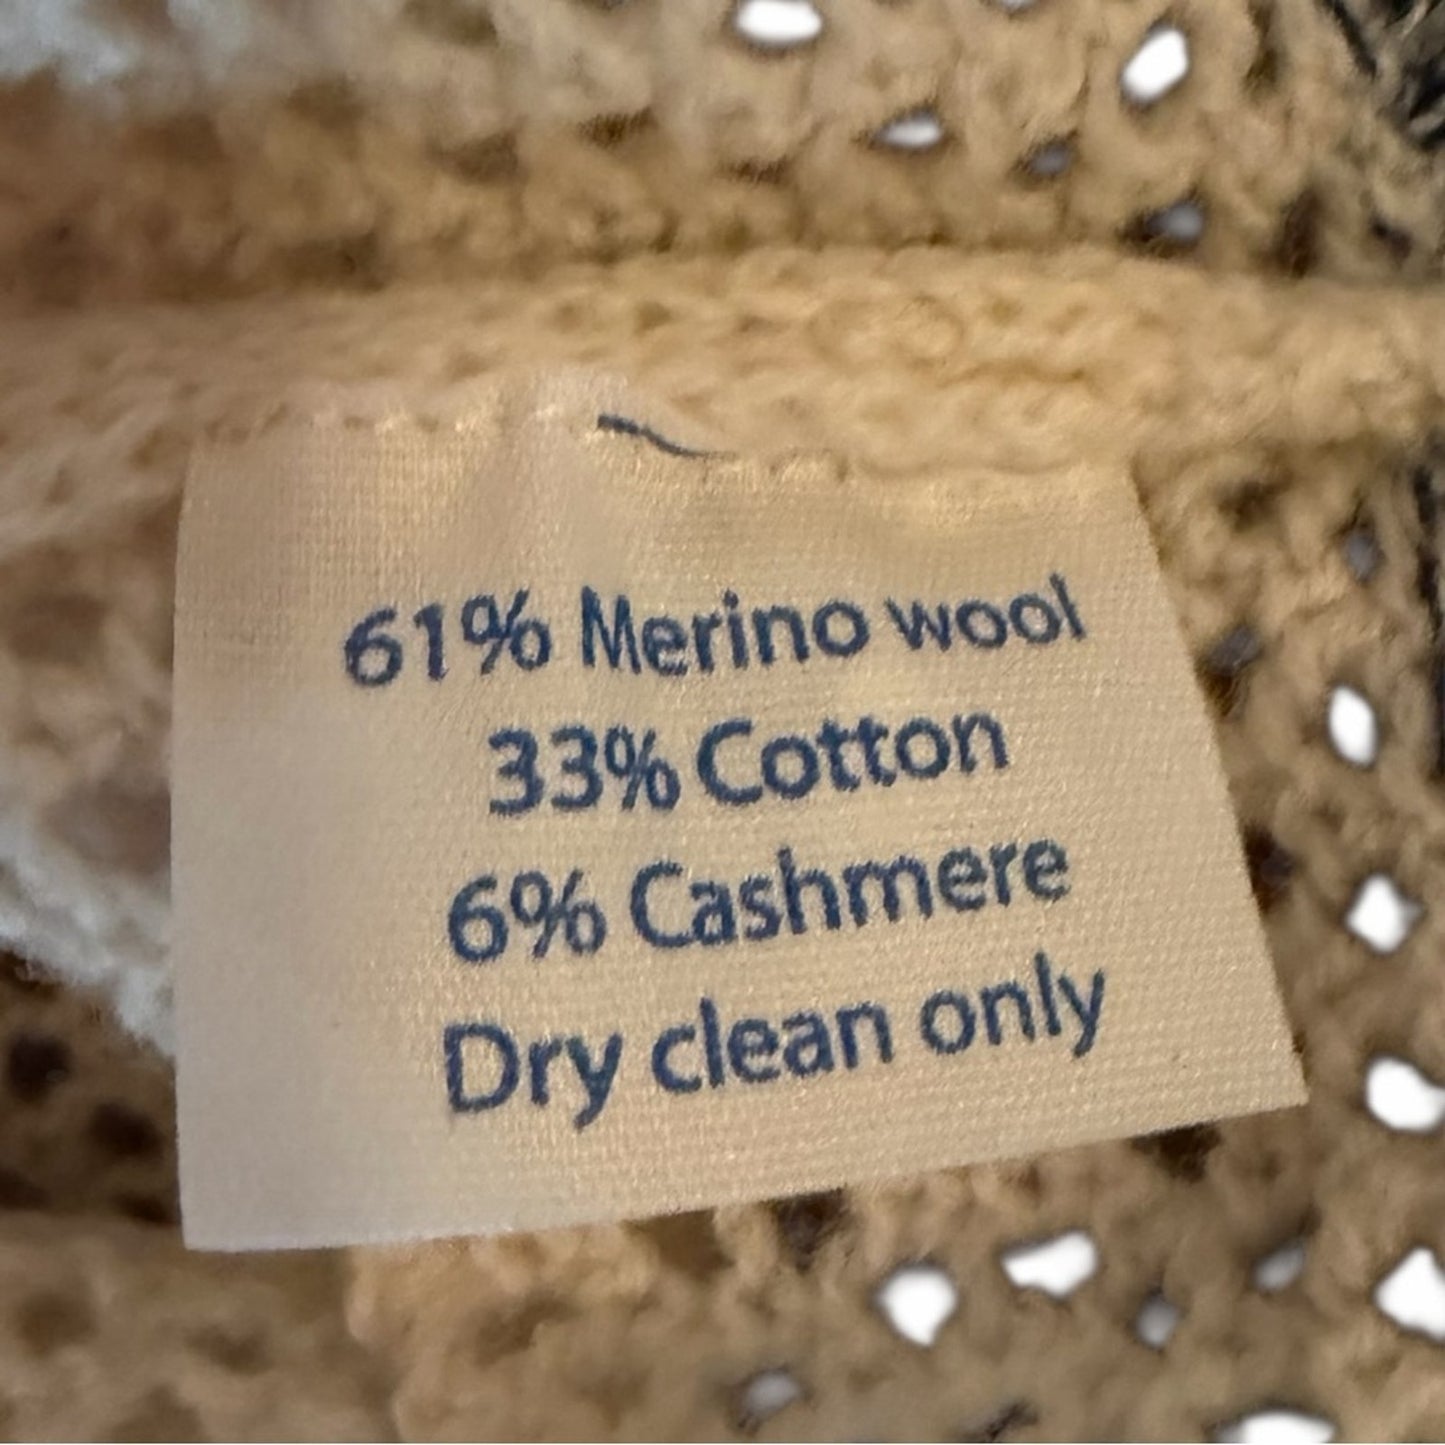 61% Merino wool
33% Cotton
6% Cashmere
Dry clean only